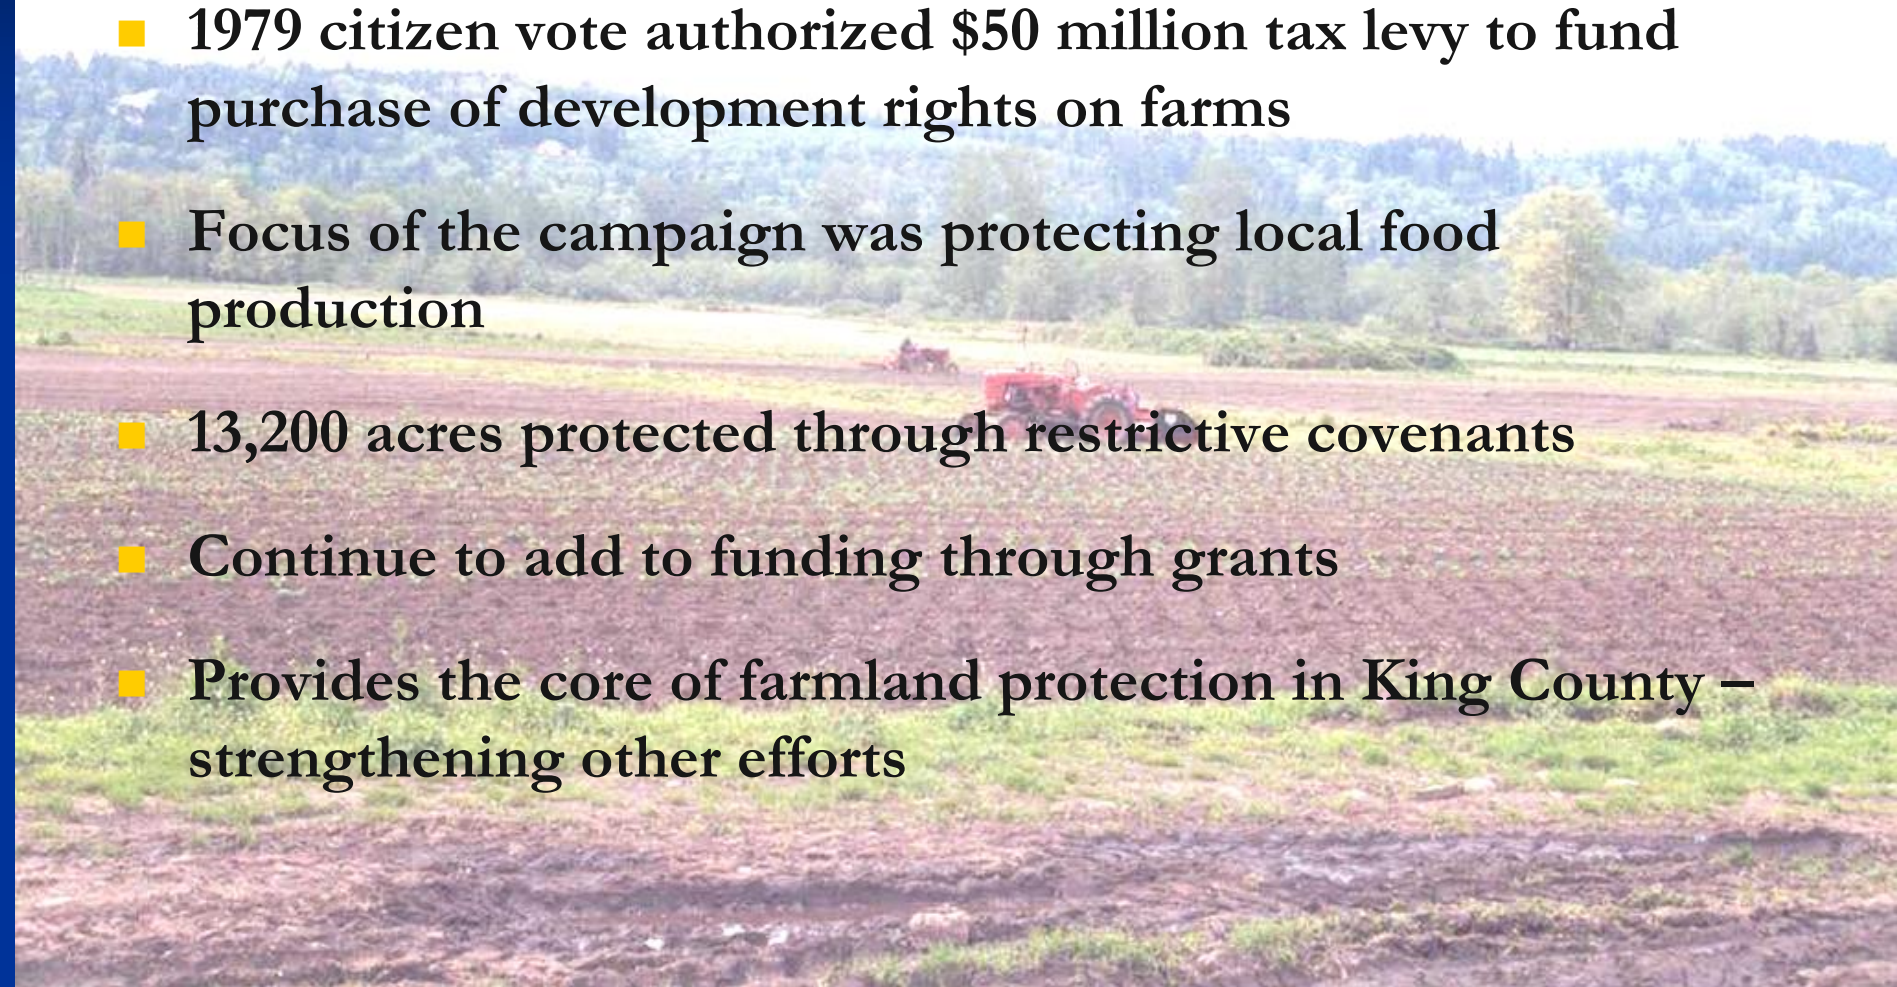 1979 citizen vote authorized $50 million tax levy to fund
purchase of development rights on farms
Focus of the campaign was protecting local food
production
13,200 acres protected through restrictive covenants
Continue to add to funding through grants
Provides the core of farmland protection in King County –
strengthening other efforts